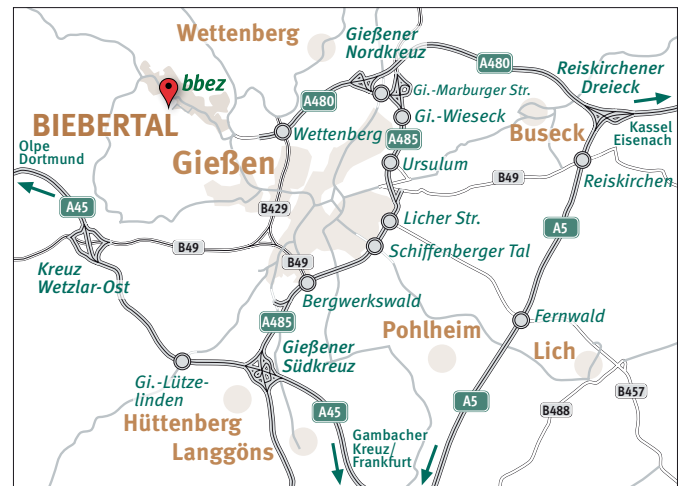 Wettenberg
Gießener
Nordkreuz
A480
Reiskirchener
Dreieck
bbez
A480
Gi.-Marburger Str.
Kassel
Eisenach
BIEBERTAL
Wettenberg
Gi.-Wieseck
Buseck
Olpe
Dortmund
Gießen
A485
Ursulum
Reiskirchen
B49
A45
B429
Licher Str.
A5
B49
Schiffenberger Tal
Kreuz
Wetzlar-Ost
B49
Bergwerkswald
A485
Fernwald
Gießener
Südkreuz
Pohlheim
Lich
Gi.-Lütze-
linden
B457
A5
B488
A45
Hüttenberg
Langgöns
Gambacher
Kreuz/
Frankfurt